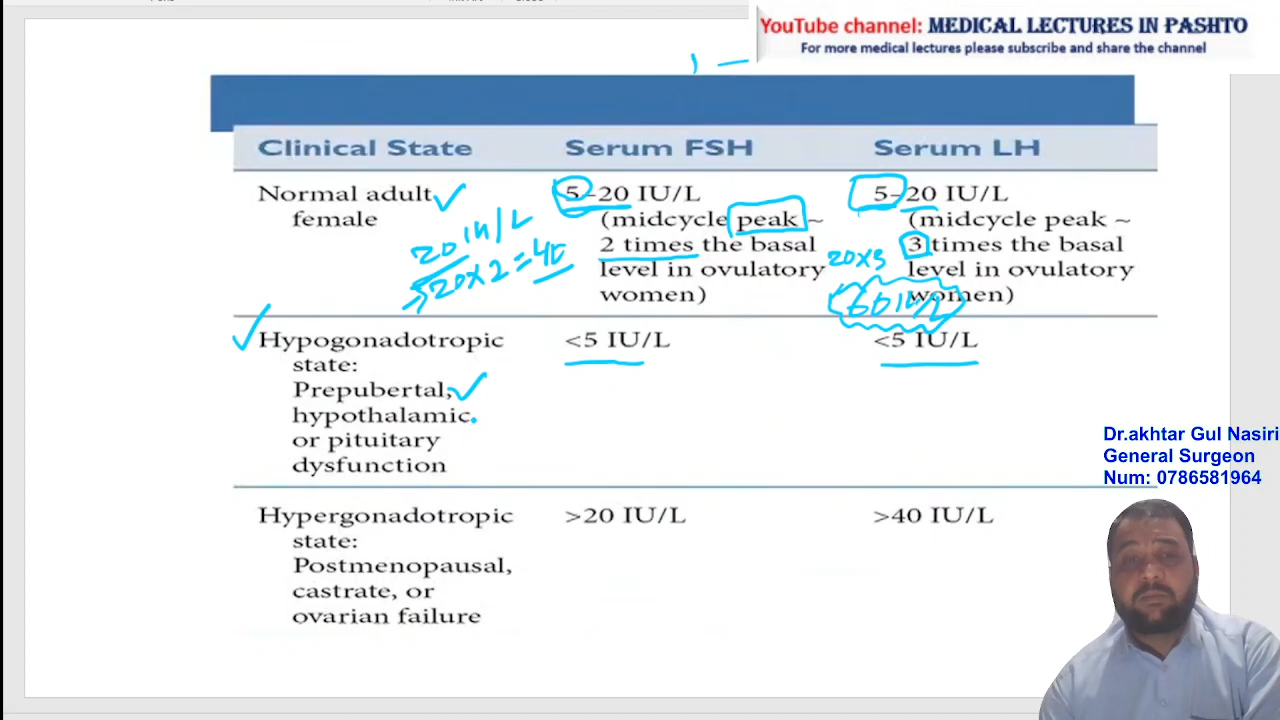 YouTube channel: MEDICAL LECTURES IN PASHTO
For more medical lectures please subscribe and share the channel
Clinical State Serum FSH Serum LH
Normal adult 5–20 IU/L 5–20 IU/L
female (midcycle peak ~ (midcycle peak ~
2 times the basal 3 times the basal
level in ovulatory level in ovulatory
women) women)
20 IU/L
20x2=40
20x3
60 IU/L
Hypogonadotropic <5 IU/L <5 IU/L
state:
Prepubertal,
hypothalamic
or pituitary
dysfunction
Hypergonadotropic >20 IU/L >40 IU/L
state:
Postmenopausal,
castrate, or
ovarian failure
Dr.akhtar Gul Nasiri
General Surgeon
Num: 0786581964